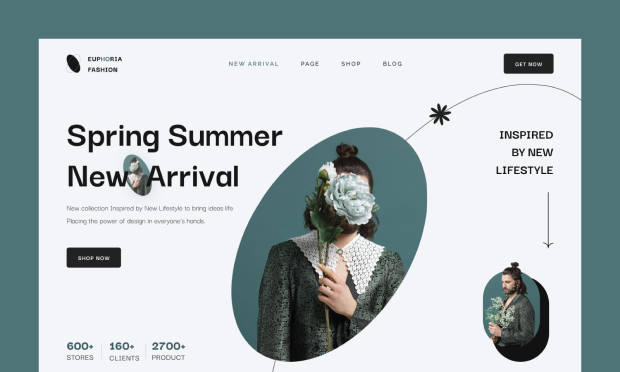 EUPHORIA
FASHION
NEW ARRIVAL PAGE SHOP BLOG
GET NOW
Spring Summer
New Arrival
New collection Inspired by New Lifestyle to bring ideas life
Placing the power of design in everyone's hands.
SHOP NOW
INSPIRED
BY NEW
LIFESTYLE
600+ 160+ 2700+
STORES CLIENTS PRODUCT